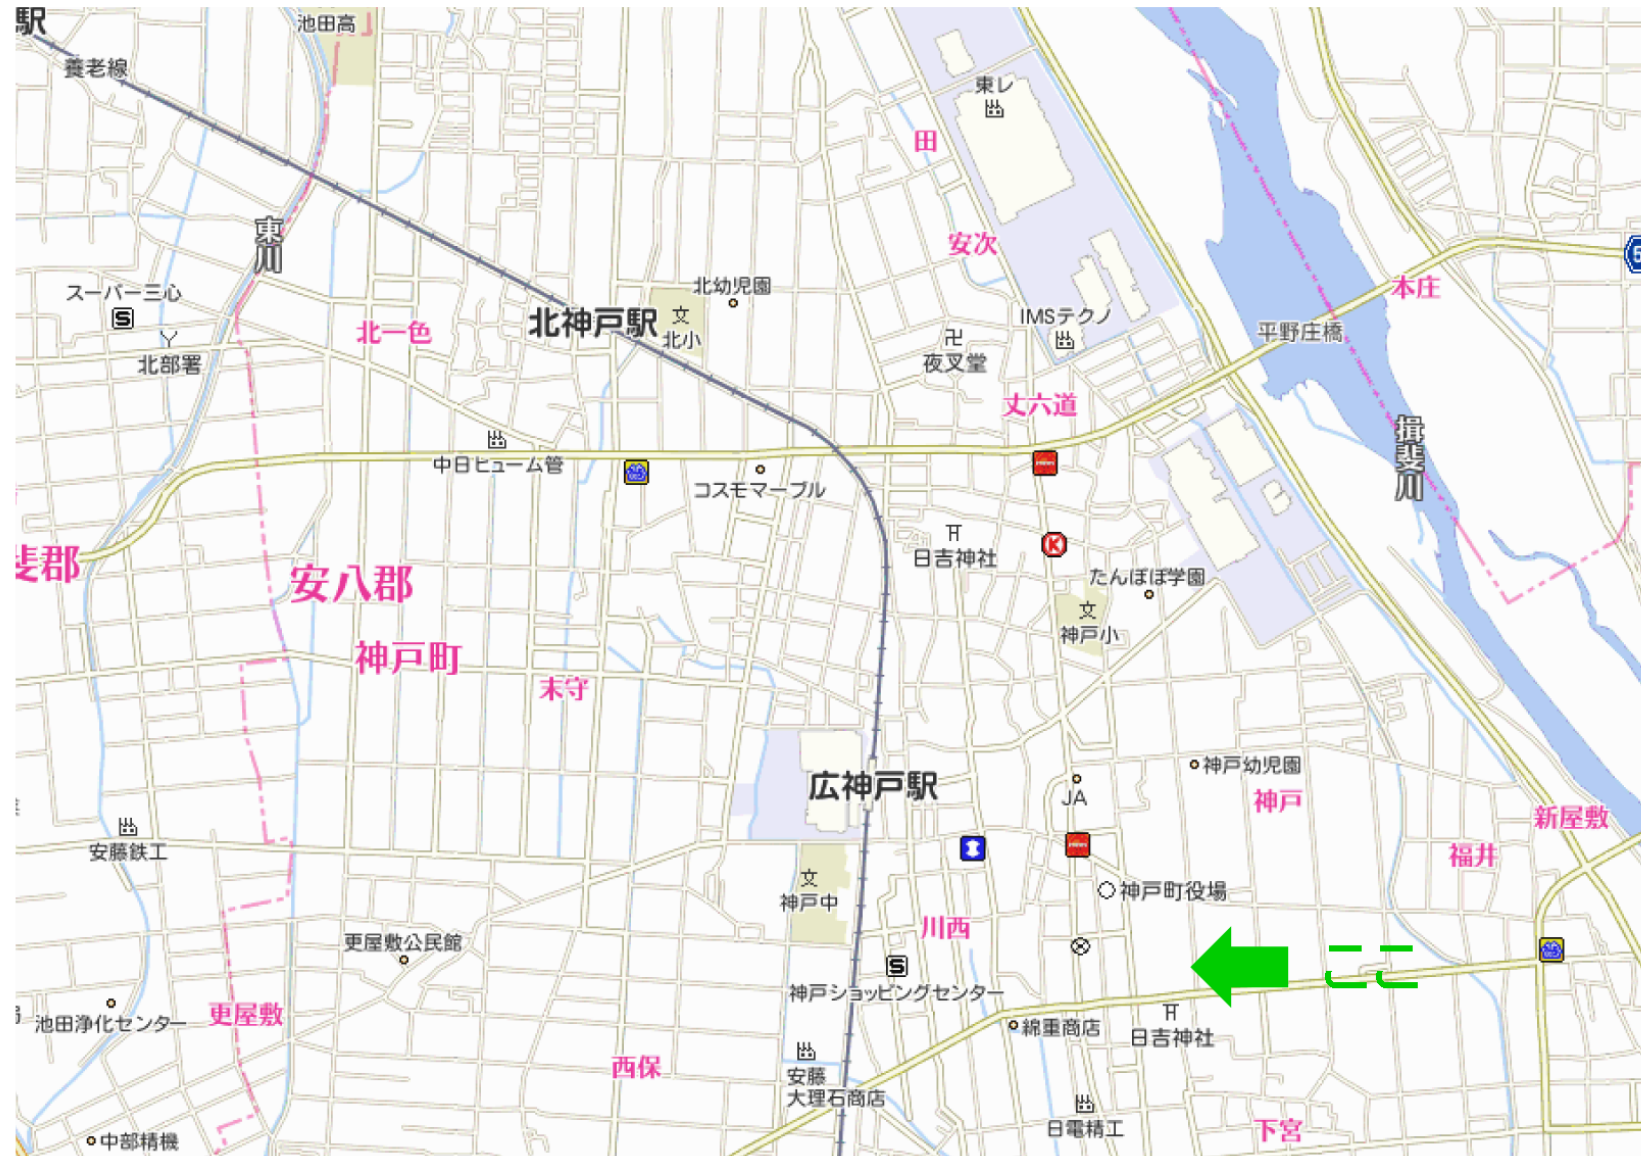 駅
池田高
養老線
東レ
田
東川
安次
本庄
スーパー三心
S
北幼児園
IMSテクノ
北一色
北神戸駅
文
北小
平野庄橋
北部署
卍
夜叉堂
丈六道
揖斐川
中日ヒューム管
コスモマーブル
日吉神社
K
斐郡
安八郡
たんぽぽ学園
文
神戸小
神戸町
末守
広神戸駅
神戸幼児園
JA
神戸
新屋敷
安藤鉄工
福井
文
神戸中
神戸町役場
川西
更屋敷公民館
S
神戸ショッピングセンター
池田浄化センター
更屋敷
綿重商店
日吉神社
西保
安藤
大理石商店
日電精工
下宮
中部精機